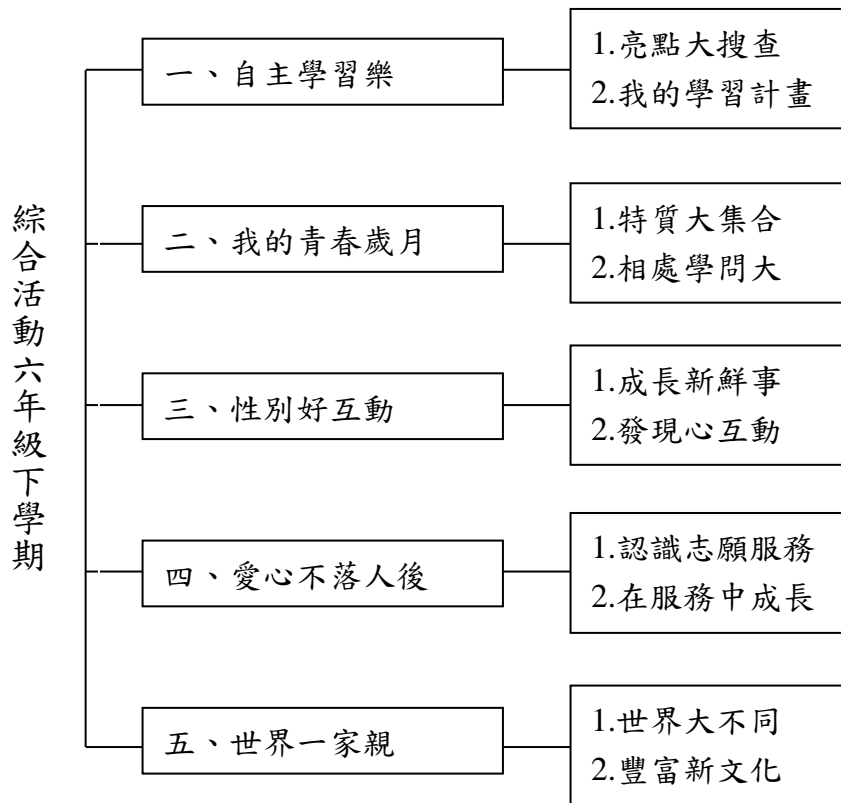 綜合活動六年級下學期
一、自主學習樂
1.亮點大搜查
2.我的學習計畫
二、我的青春歲月
1.特質大集合
2.相處學問大
三、性別好互動
1.成長新鮮事
2.發現心互動
四、愛心不落人後
1.認識志願服務
2.在服務中成長
五、世界一家親
1.世界大不同
2.豐富新文化